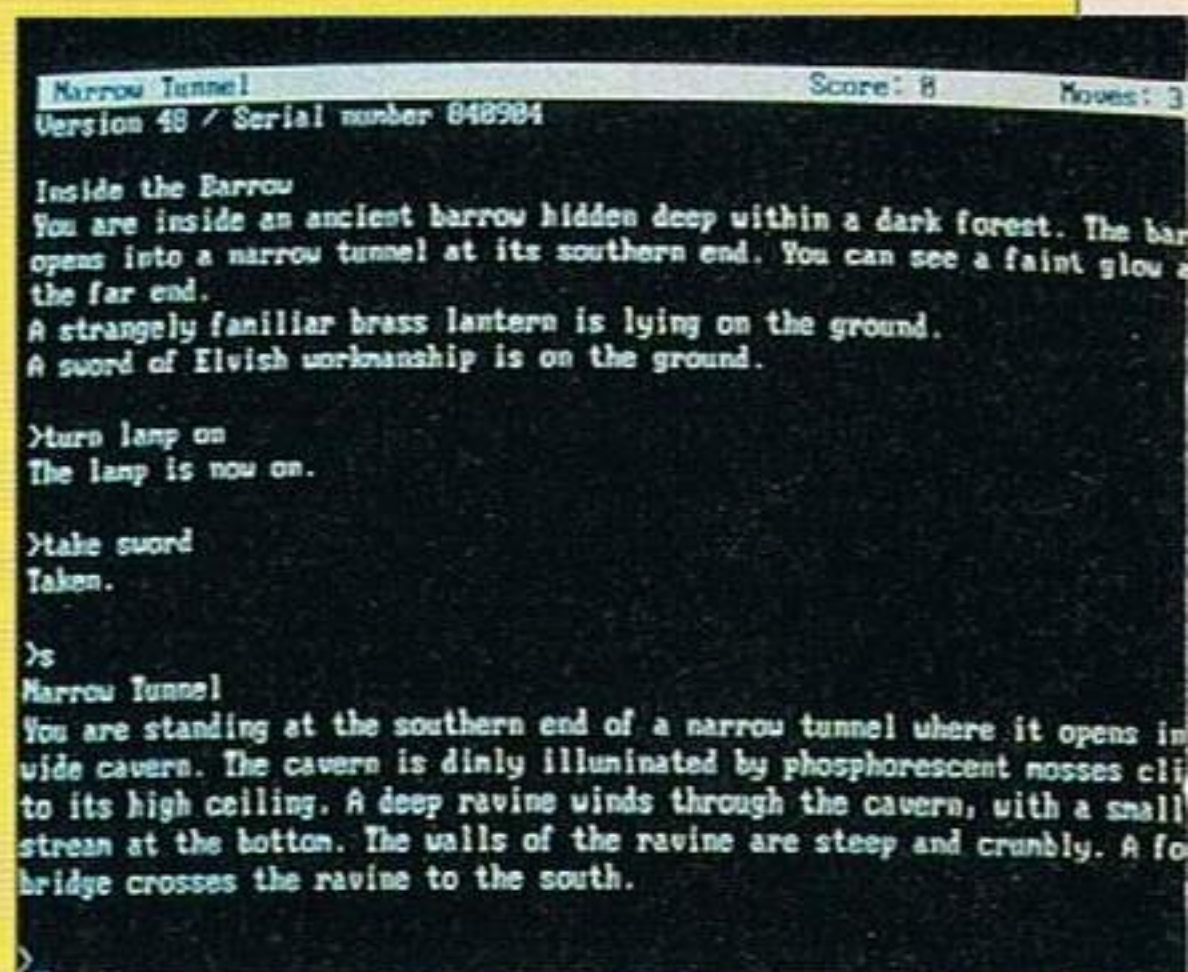 Narrow Tunnel Score: 0 Moves: 3
Version 48 / Serial number 840904
Inside the Barrow
You are inside an ancient barrow hidden deep within a dark forest. The bar
opens into a narrow tunnel at its southern end. You can see a faint glow a
the far end.
A strangely familiar brass lantern is lying on the ground.
A sword of Elvish workmanship is on the ground.
>turn lamp on
The lamp is now on.
>take sword
Taken.
>s
Narrow Tunnel
You are standing at the southern end of a narrow tunnel where it opens in
wide cavern. The cavern is dimly illuminated by phosphorescent mosses cli
to its high ceiling. A deep ravine winds through the cavern, with a small
stream at the bottom. The walls of the ravine are steep and crumbly. A fo
bridge crosses the ravine to the south.
>